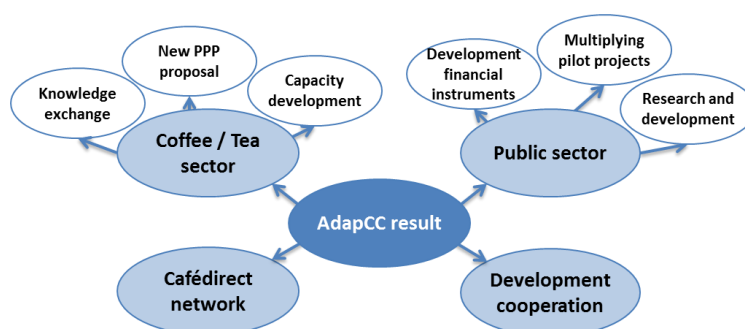 New PPP
proposal
Knowledge
exchange
Capacity
development
Coffee / Tea
sector
Development
financial
instruments
Multiplying
pilot projects
Research and
development
Public sector
AdapCC result
Cafédirect
network
Development
cooperation